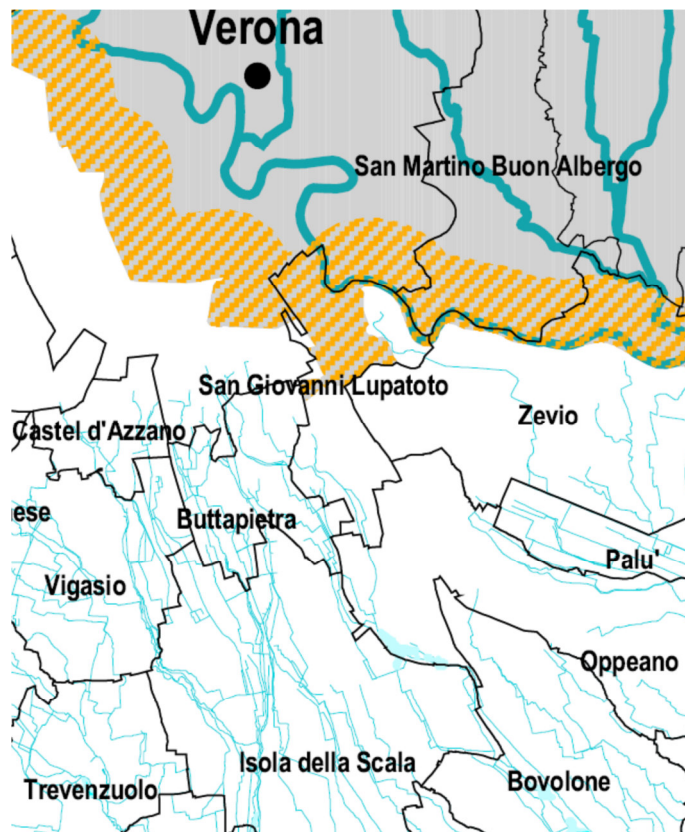 Verona
San Martino Buon Albergo
San Giovanni Lupatoto
Zevio
Castel d'Azzano
ese
Buttapietra
Palu'
Vigasio
Oppeano
Isola della Scala
Trevenzuolo
Bovolone